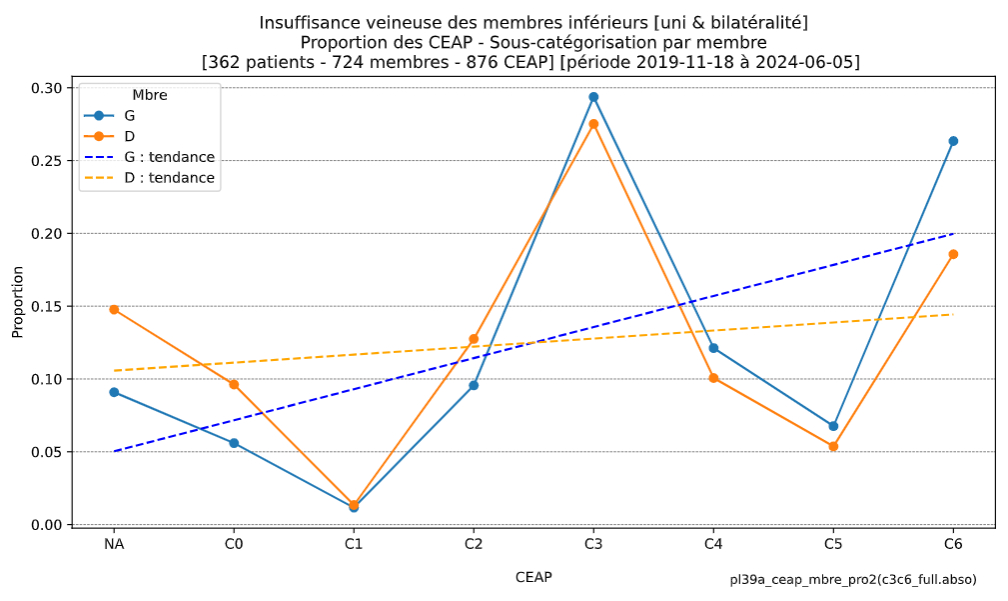 Insuffisance veineuse des membres inférieurs [uni & bilatéralité]
Proportion des CEAP - Sous-catégorisation par membre
[362 patients - 724 membres - 876 CEAP] [période 2019-11-18 à 2024-06-05]
Mbre
G
D
G : tendance
D : tendance
Proportion
0.30
0.25
0.20
0.15
0.10
0.05
0.00
NA C0 C1 C2 C3 C4 C5 C6
CEAP
pl39a_ceap_mbre_pro2(c3c6_full.abso)